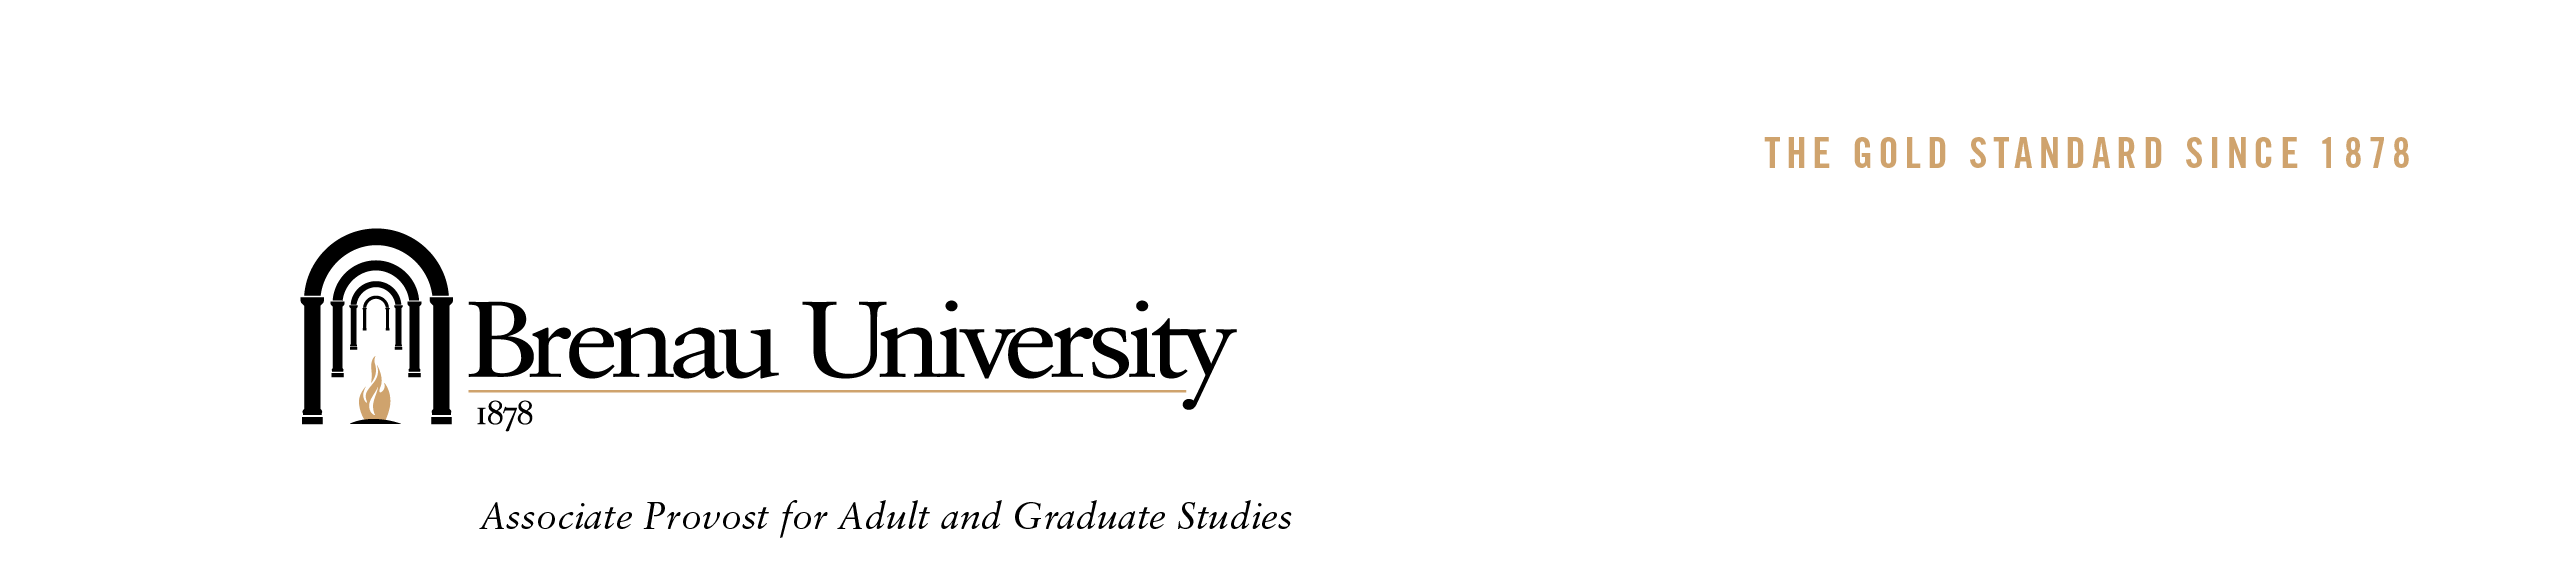 THE GOLD STANDARD SINCE 1878
Brenau University
1878
Associate Provost for Adult and Graduate Studies